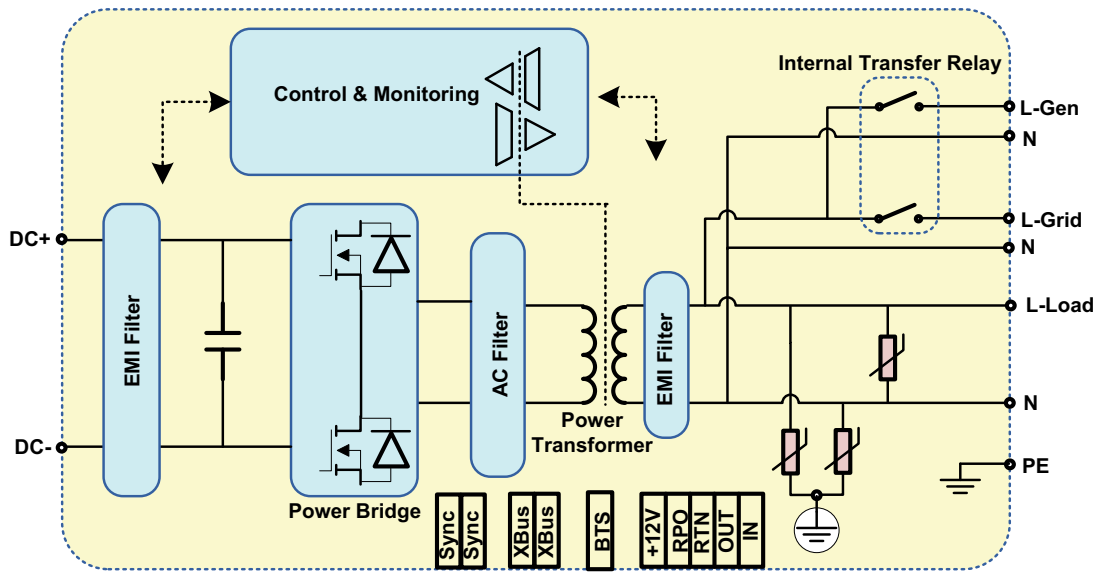 Control & Monitoring
Internal Transfer Relay
L-Gen
N
L-Grid
N
DC+
EMI Filter
AC Filter
EMI Filter
L-Load
Power
Transformer
N
DC-
PE
Power Bridge
Sync
Sync
XBus
XBus
BTS
+12V
RPO
RTN
OUT
IN